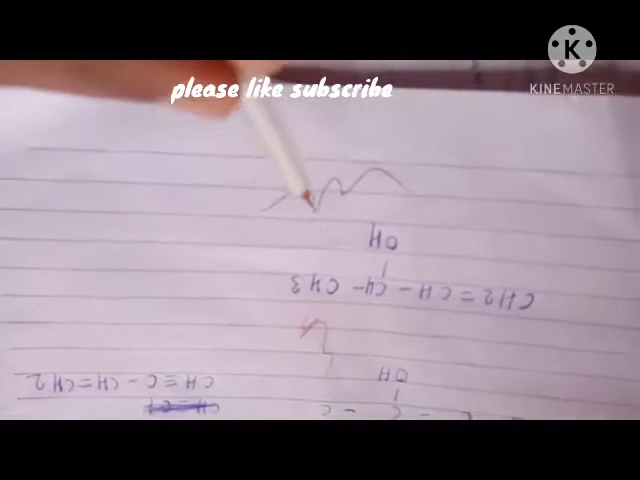 please like subscribe
KINEMASTER
K
CH≡C-CH=CH2
OH
CH2=CH-CH-CH3
OH